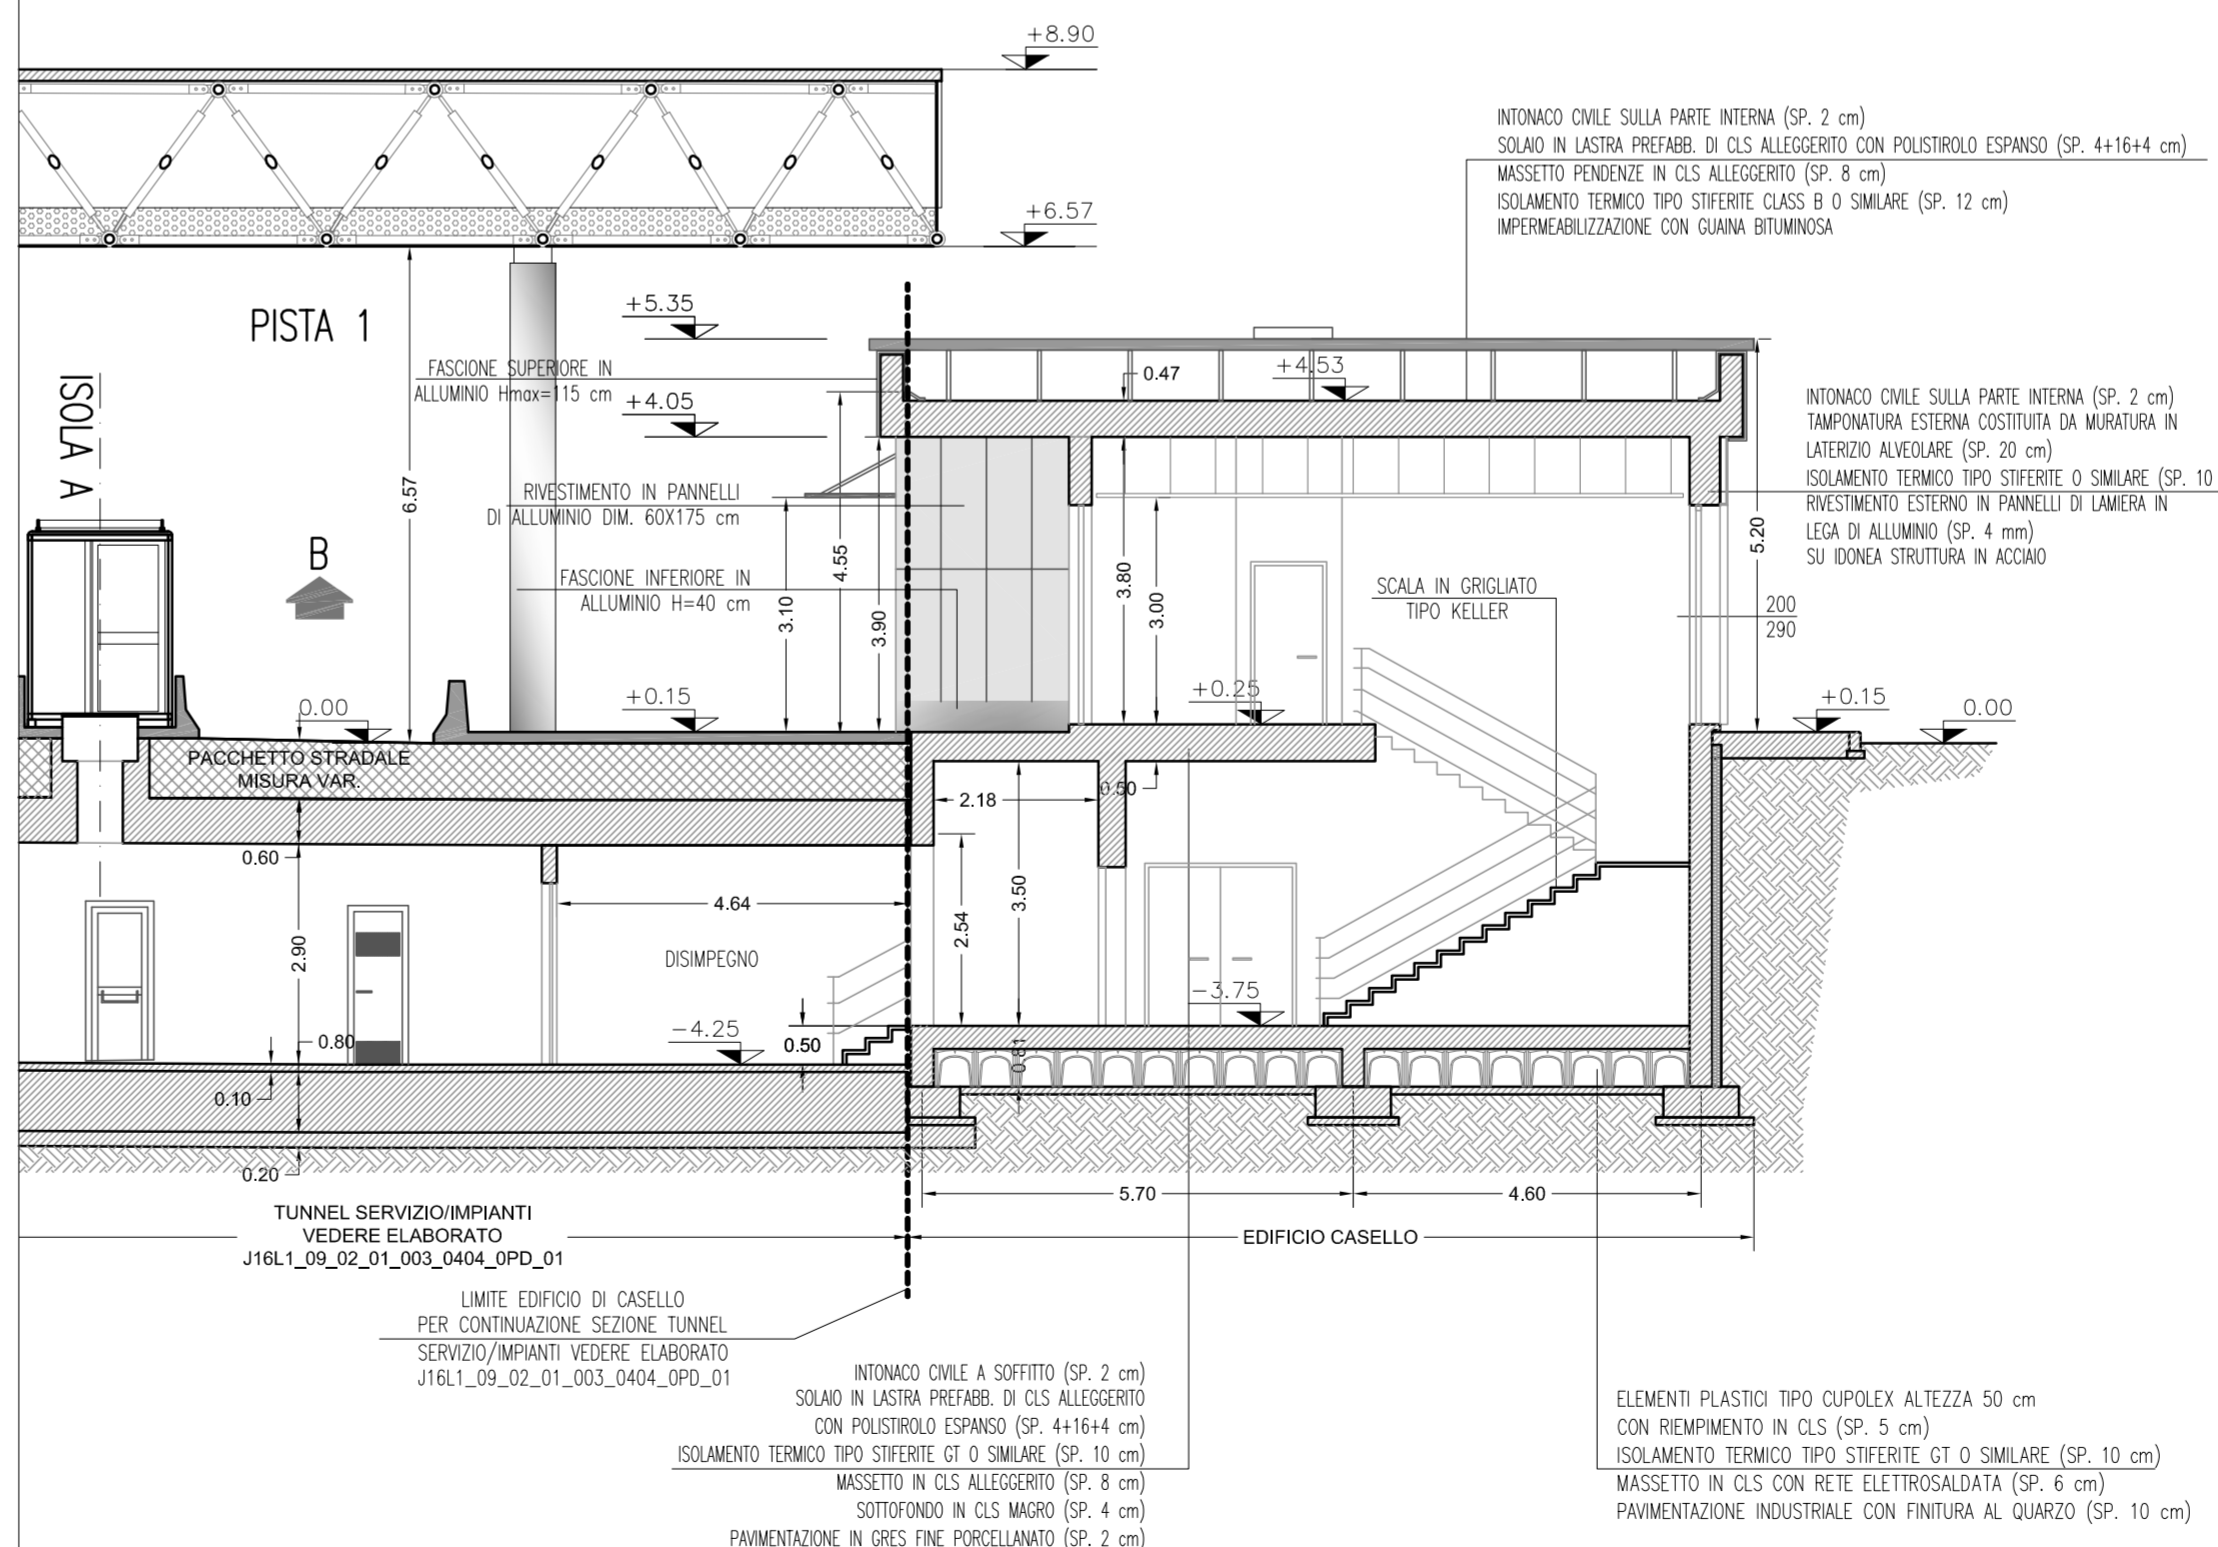 +8.90
+6.57
INTONACO CIVILE SULLA PARTE INTERNA (SP. 2 cm)
SOLAIO IN LASTRA PREFABB. DI CLS ALLEGGERITO CON POLISTIROLO ESPANSO (SP. 4+16+4 cm)
MASSETTO PENDENZE IN CLS ALLEGGERITO (SP. 8 cm)
ISOLAMENTO TERMICO TIPO STIFERITE CLASS B O SIMILARE (SP. 12 cm)
IMPERMEABILIZZAZIONE CON GUAINA BITUMINOSA
PISTA 1
ISOLA A
B
6.57
+5.35
FASCIONE SUPERIORE IN
ALLUMINIO Hmax=115 cm
+4.05
RIVESTIMENTO IN PANNELLI
DI ALLUMINIO DIM. 60X175 cm
FASCIONE INFERIORE IN
ALLUMINIO H=40 cm
+0.15
3.10
4.55
3.90
0.47
+4.53
3.80
3.00
+0.25
SCALA IN GRIGLIATO
TIPO KELLER
5.20
200
290
INTONACO CIVILE SULLA PARTE INTERNA (SP. 2 cm)
TAMPONATURA ESTERNA COSTITUITA DA MURATURA IN
LATERIZIO ALVEOLARE (SP. 20 cm)
ISOLAMENTO TERMICO TIPO STIFERITE O SIMILARE (SP. 10
RIVESTIMENTO ESTERNO IN PANNELLI DI LAMIERA IN
LEGA DI ALLUMINIO (SP. 4 mm)
SU IDONEA STRUTTURA IN ACCIAIO
+0.15
0.00
0.00
PACCHETTO STRADALE
MISURA VAR.
0.60
2.90
0.80
0.10
0.20
4.64
DISIMPEGNO
-4.25
0.50
2.18
0.50
2.54
3.50
-3.75
0.81
5.70
4.60
TUNNEL SERVIZIO/IMPIANTI
VEDERE ELABORATO
J16L1_09_02_01_003_0404_0PD_01
EDIFICIO CASELLO
LIMITE EDIFICIO DI CASELLO
PER CONTINUAZIONE SEZIONE TUNNEL
SERVIZIO/IMPIANTI VEDERE ELABORATO
J16L1_09_02_01_003_0404_0PD_01
INTONACO CIVILE A SOFFITTO (SP. 2 cm)
SOLAIO IN LASTRA PREFABB. DI CLS ALLEGGERITO
CON POLISTIROLO ESPANSO (SP. 4+16+4 cm)
ISOLAMENTO TERMICO TIPO STIFERITE GT O SIMILARE (SP. 10 cm)
MASSETTO IN CLS ALLEGGERITO (SP. 8 cm)
SOTTOFONDO IN CLS MAGRO (SP. 4 cm)
PAVIMENTAZIONE IN GRES FINE PORCELLANATO (SP. 2 cm)
ELEMENTI PLASTICI TIPO CUPOLEX ALTEZZA 50 cm
CON RIEMPIMENTO IN CLS (SP. 5 cm)
ISOLAMENTO TERMICO TIPO STIFERITE GT O SIMILARE (SP. 10 cm)
MASSETTO IN CLS CON RETE ELETTROSALDATA (SP. 6 cm)
PAVIMENTAZIONE INDUSTRIALE CON FINITURA AL QUARZO (SP. 10 cm)